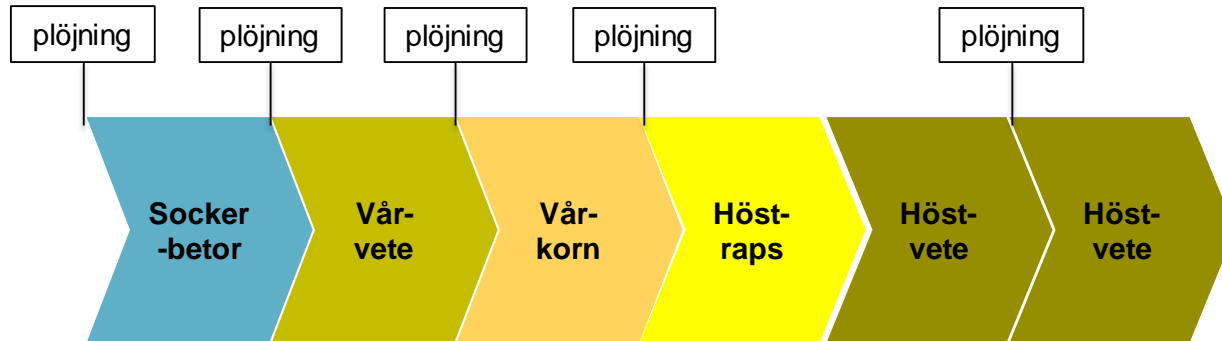 plöjning
plöjning
plöjning
plöjning
plöjning
Socker
-betor
Vår-
vete
Vår-
korn
Höst-
raps
Höst-
vete
Höst-
vete